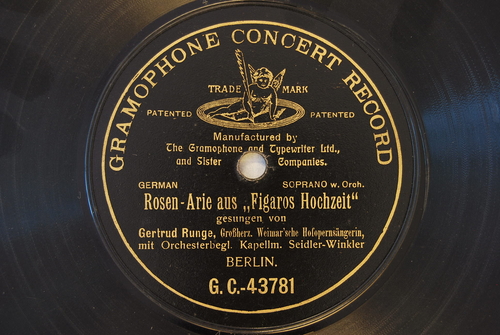 GRAMOPHONE CONCERT RECORD
TRADE MARK
PATENTED PATENTED
Manufactured by
The Gramophone and Typewriter Ltd.,
and Sister Companies.
GERMAN SOPRANO w. Orch.
Rosen-Arie aus „Figaros Hochzeit“
gesungen von
Gertrud Runge, Großherz. Weimar'sche Hofopernsängerin,
mit Orchesterbegl. Kapellm. Seidler-Winkler
BERLIN.
G.C.-43781